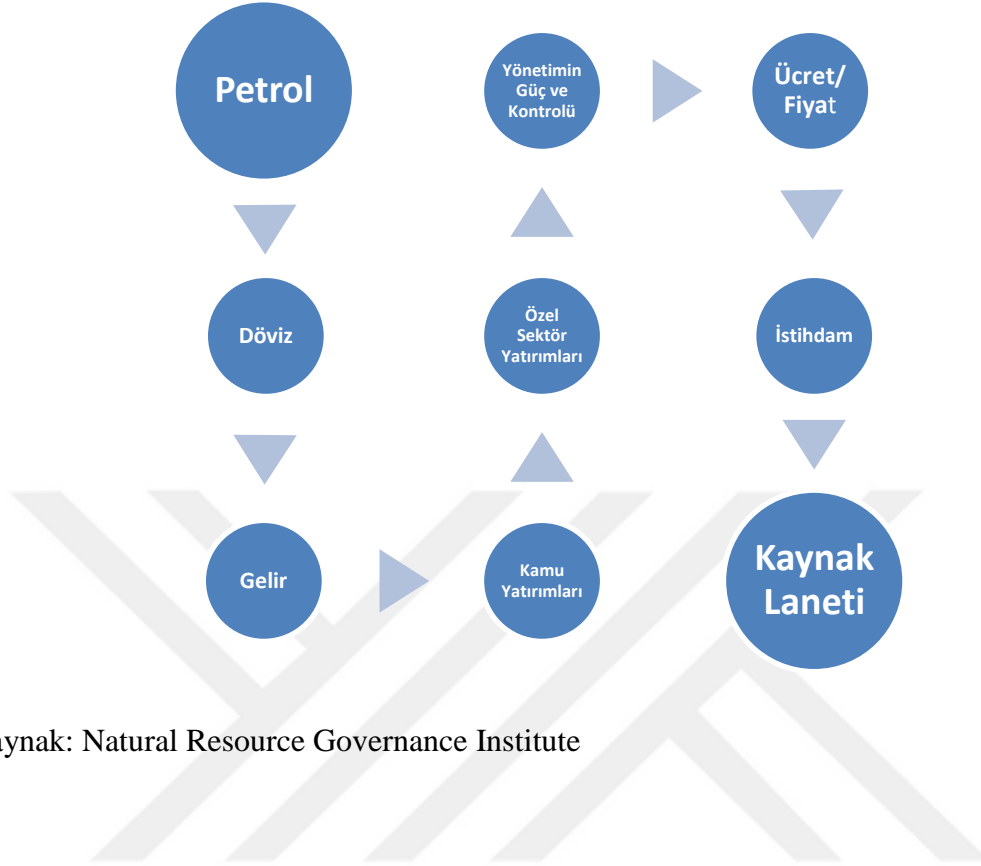 Petrol
Döviz
Gelir
Kamu
Yatırımları
Özel
Sektör
Yatırımları
Yönetimin
Güç ve
Kontrolü
Ücret/
Fiyat
İstihdam
Kaynak
Laneti
aynak: Natural Resource Governance Institute